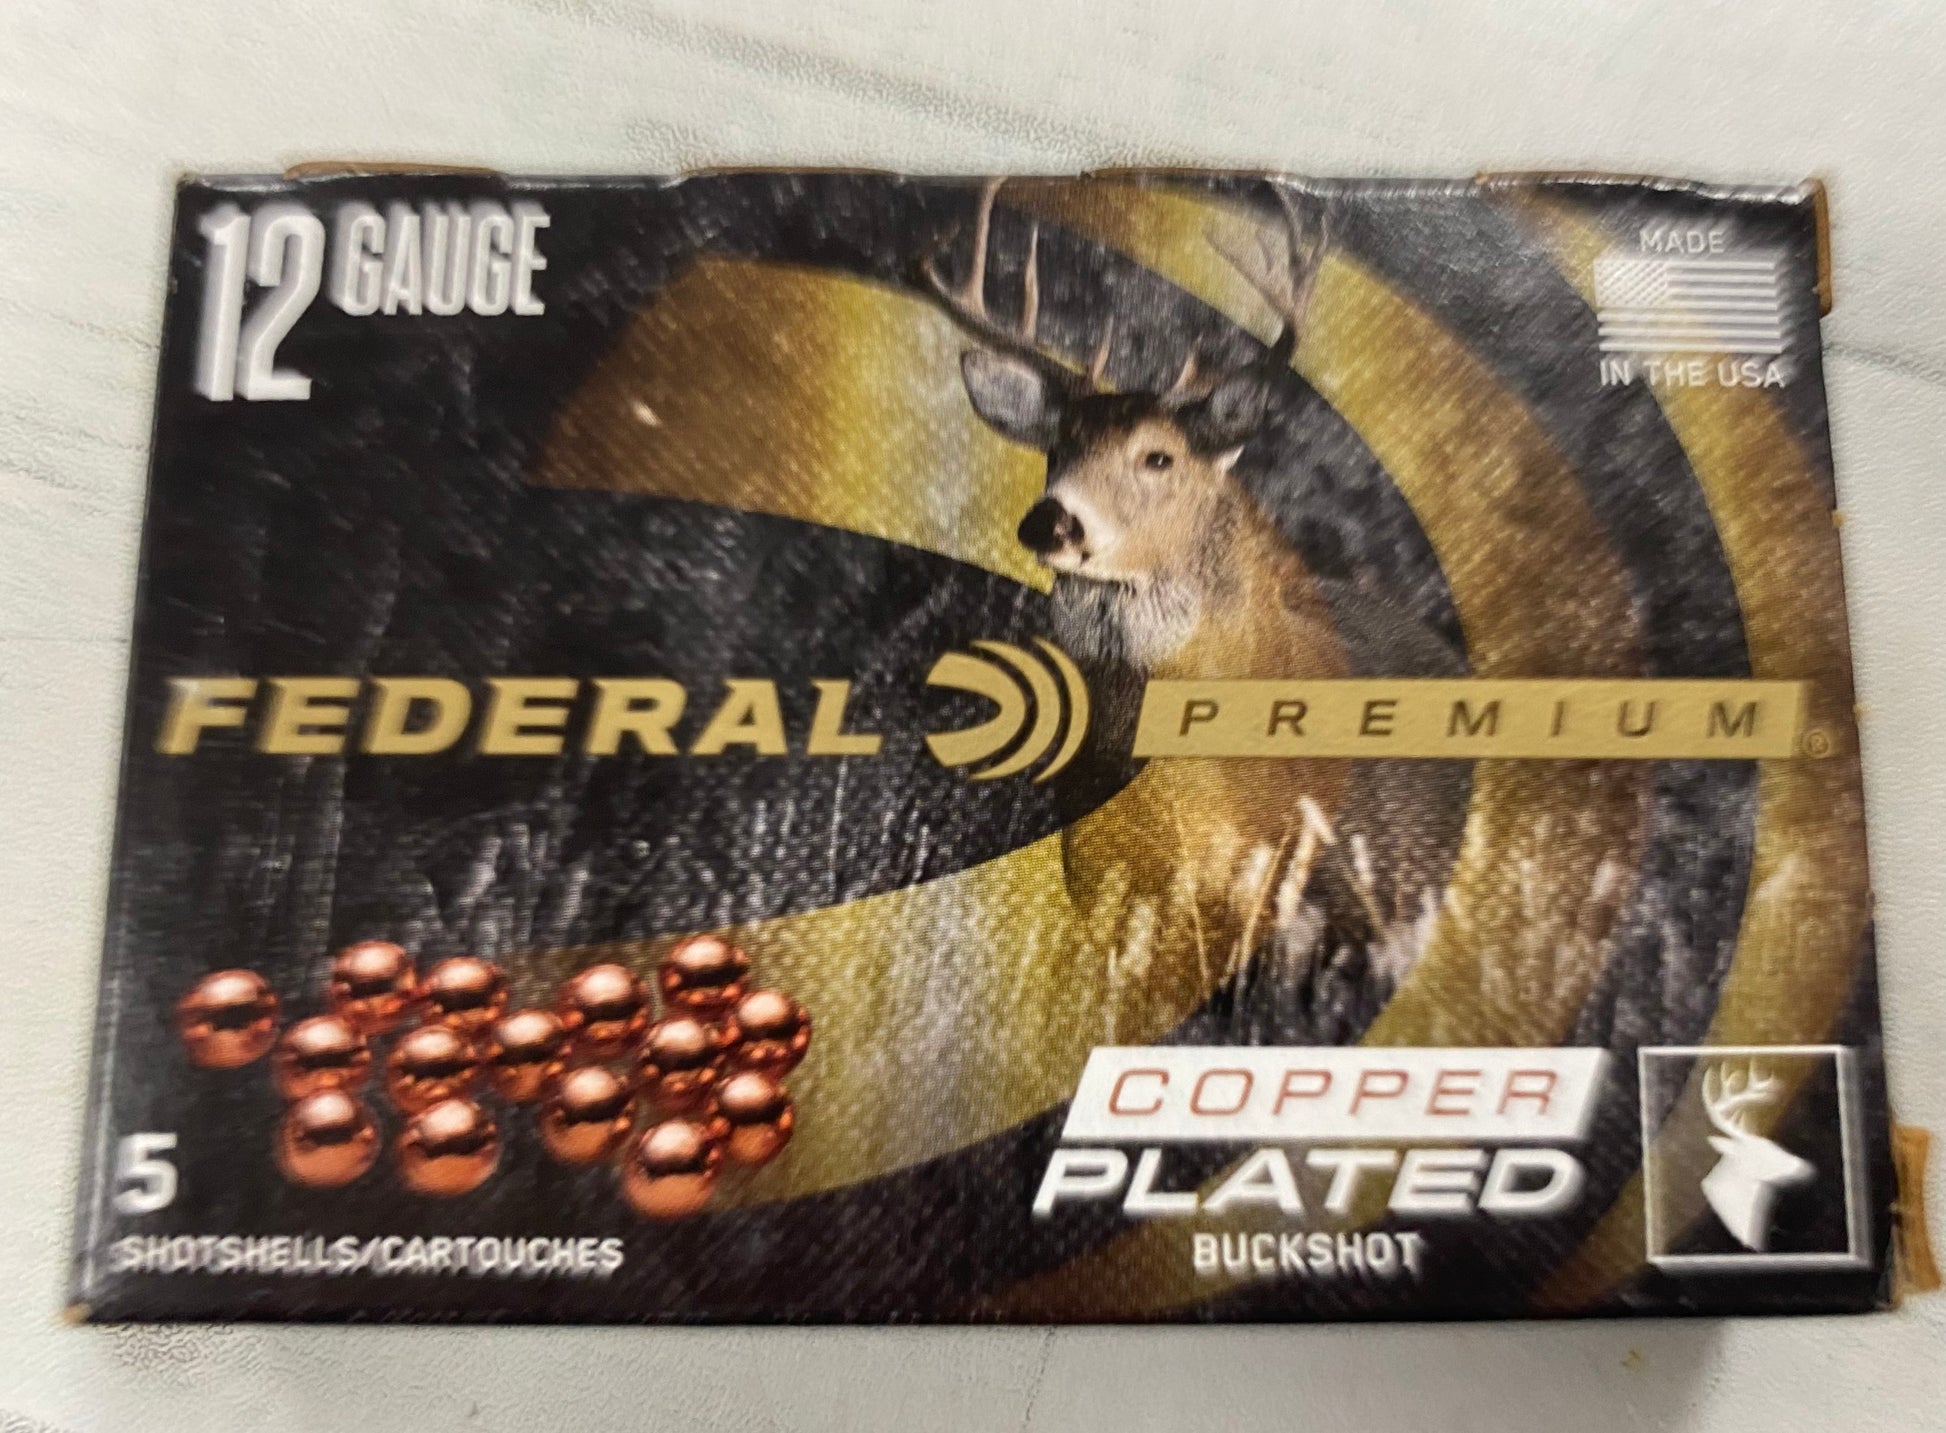 12 GAUGE
MADE
IN THE USA
FEDERAL PREMIUM®
COPPER
PLATED
BUCKSHOT
5
SHOTSHELLS/CARTOUCHES